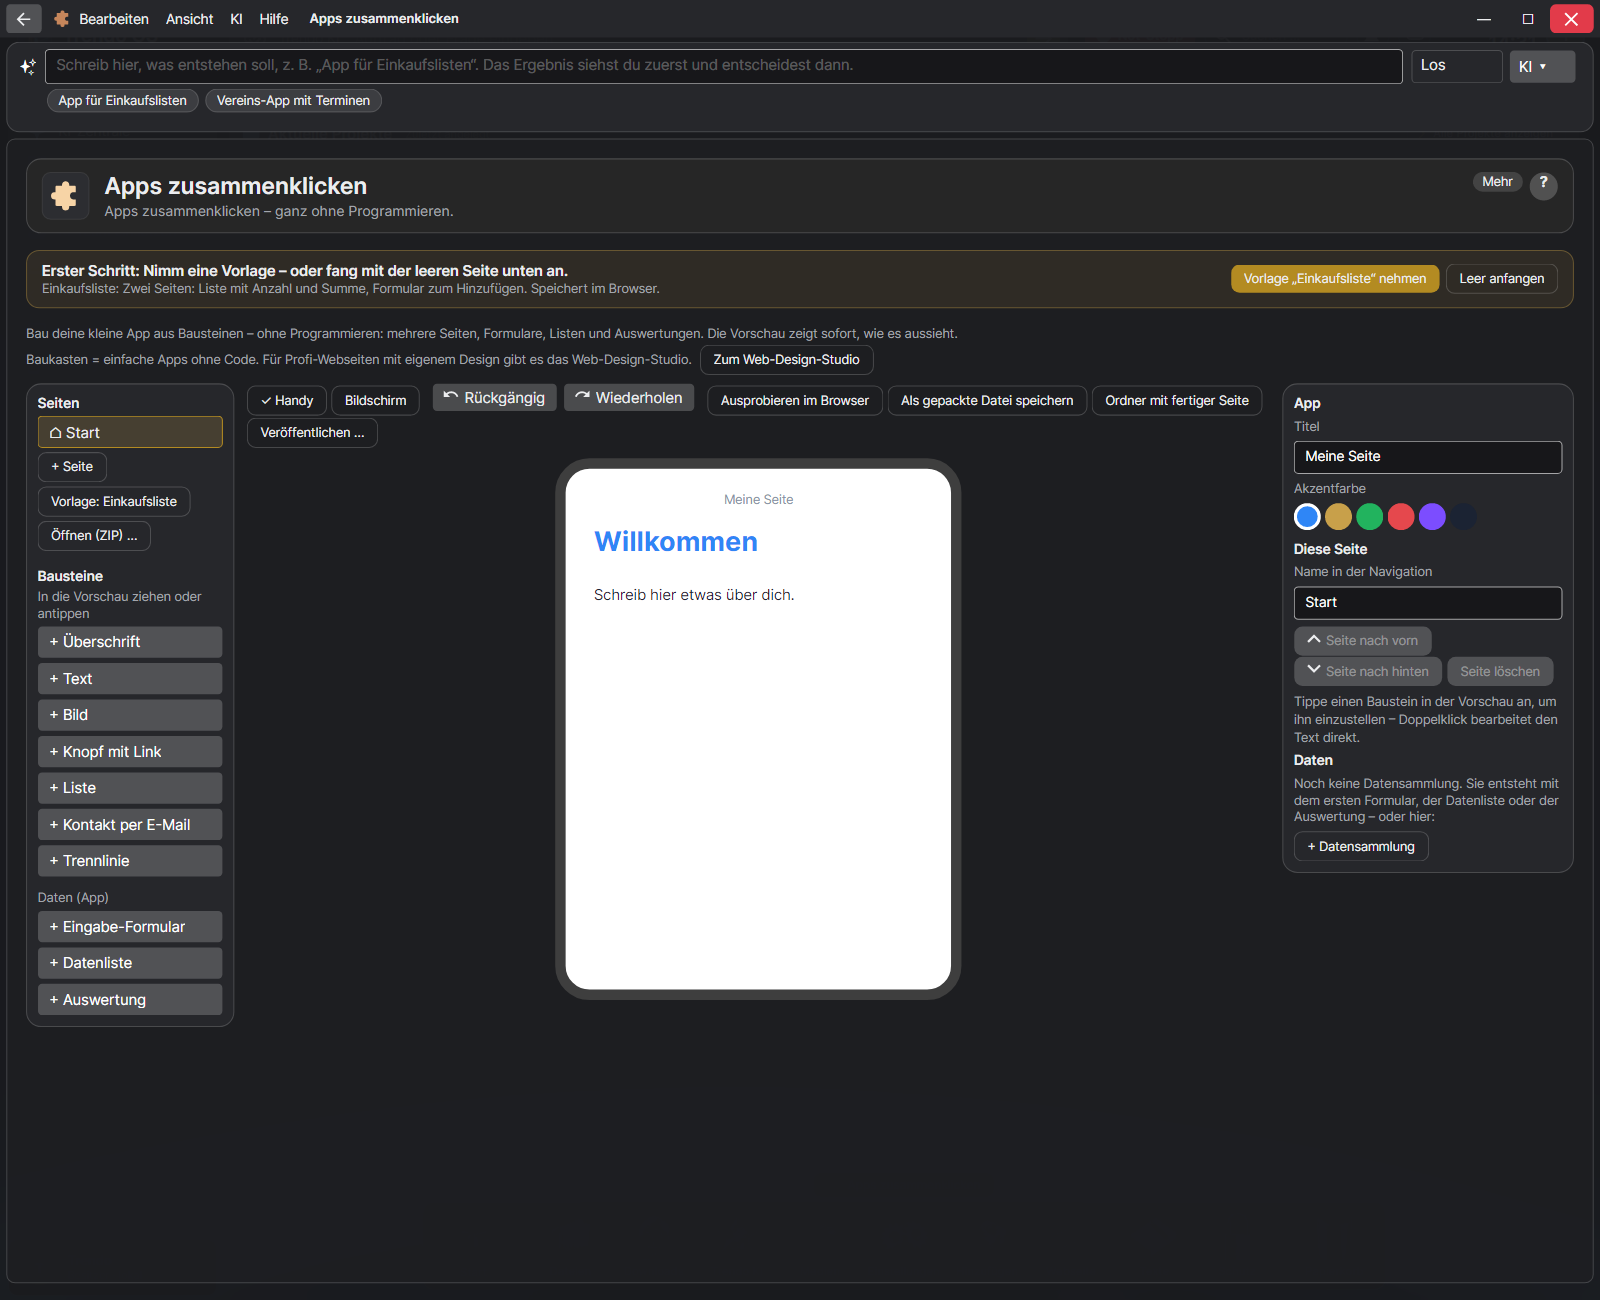 Bearbeiten Ansicht KI Hilfe Apps zusammenklicken
Schreib hier, was entstehen soll, z. B. „App für Einkaufslisten“. Das Ergebnis siehst du zuerst und entscheidest dann.
Los
KI
App für Einkaufslisten
Vereins-App mit Terminen
Apps zusammenklicken
Apps zusammenklicken – ganz ohne Programmieren.
Mehr
?
Erster Schritt: Nimm eine Vorlage – oder fang mit der leeren Seite unten an.
Einkaufsliste: Zwei Seiten: Liste mit Anzahl und Summe, Formular zum Hinzufügen. Speichert im Browser.
Vorlage „Einkaufsliste“ nehmen
Leer anfangen
Bau deine kleine App aus Bausteinen – ohne Programmieren: mehrere Seiten, Formulare, Listen und Auswertungen. Die Vorschau zeigt sofort, wie es aussieht.
Baukasten = einfache Apps ohne Code. Für Profi-Webseiten mit eigenem Design gibt es das Web-Design-Studio.
Zum Web-Design-Studio
Seiten
Start
+ Seite
Vorlage: Einkaufsliste
Öffnen (ZIP) ...
Bausteine
In die Vorschau ziehen oder
antippen
+ Überschrift
+ Text
+ Bild
+ Knopf mit Link
+ Liste
+ Kontakt per E-Mail
+ Trennlinie
Daten (App)
+ Eingabe-Formular
+ Datenliste
+ Auswertung
✓ Handy
Bildschirm
Rückgängig
Wiederholen
Ausprobieren im Browser
Als gepackte Datei speichern
Ordner mit fertiger Seite
Veröffentlichen ...
Meine Seite
Willkommen
Schreib hier etwas über dich.
App
Titel
Meine Seite
Akzentfarbe
Diese Seite
Name in der Navigation
Start
Seite nach vorn
Seite nach hinten
Seite löschen
Tippe einen Baustein in der Vorschau an, um
ihn einzustellen – Doppelklick bearbeitet den
Text direkt.
Daten
Noch keine Datensammlung. Sie entsteht mit
dem ersten Formular, der Datenliste oder der
Auswertung – oder hier:
+ Datensammlung